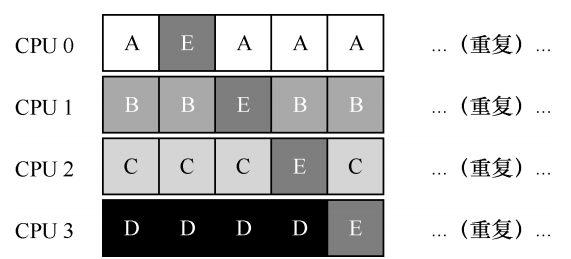 CPU 0 A E A A A … （重复） …
CPU 1 B B E B B … （重复） …
CPU 2 C C C E C … （重复） …
CPU 3 D D D D E … （重复） …